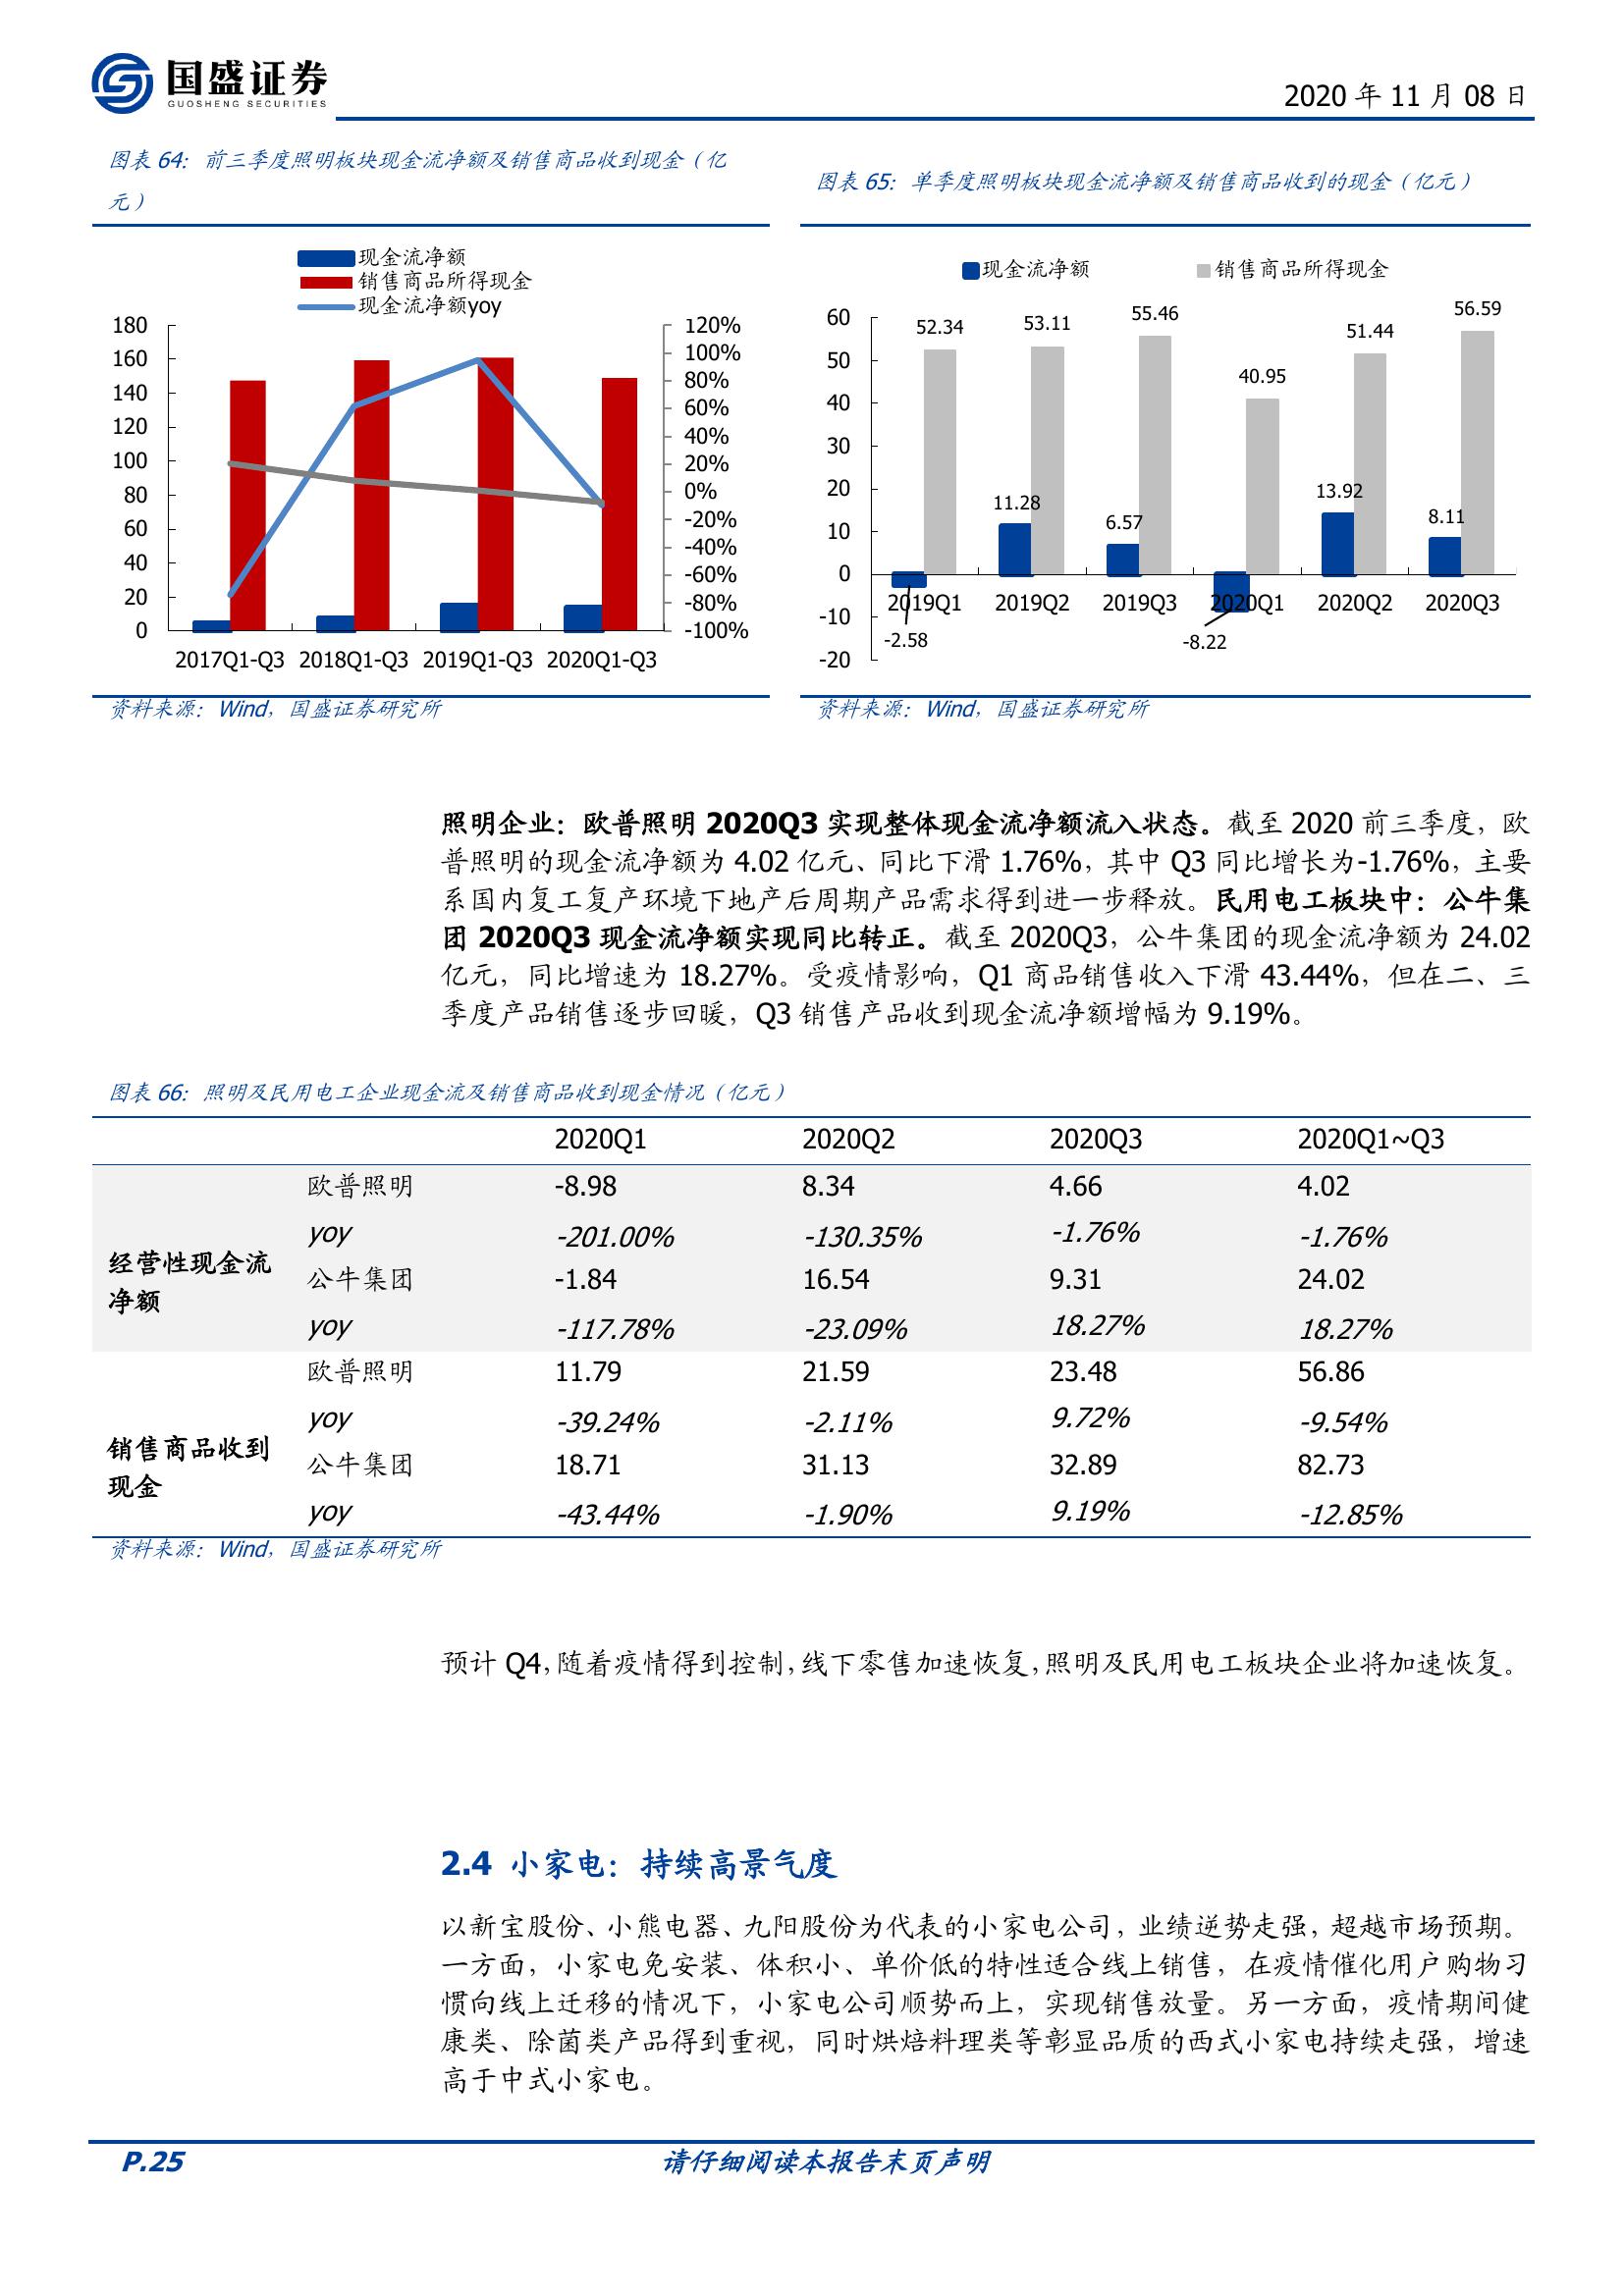 国盛证券
GUOSHENG SECURITIES
2020 年 11 月 08 日
图表 64：前三季度照明板块现金流净额及销售商品收到现金（亿
元）
现金流净额
销售商品所得现金
现金流净额yoy
180
160
140
120
100
80
60
40
20
0
120%
100%
80%
60%
40%
20%
0%
-20%
-40%
-60%
-80%
-100%
2017Q1-Q3 2018Q1-Q3 2019Q1-Q3 2020Q1-Q3
资料来源：Wind，国盛证券研究所
图表 65：单季度照明板块现金流净额及销售商品收到的现金（亿元）
现金流净额 销售商品所得现金
60
50
40
30
20
10
0
-10
-20
52.34 53.11 55.46 40.95 51.44 56.59
-2.58 11.28 6.57 -8.22 13.92 8.11
2019Q1 2019Q2 2019Q3 2020Q1 2020Q2 2020Q3
资料来源：Wind，国盛证券研究所
照明企业：欧普照明 2020Q3 实现整体现金流净额流入状态。截至 2020 前三季度，欧
普照明的现金流净额为 4.02 亿元、同比下滑 1.76%，其中 Q3 同比增长为-1.76%，主要
系国内复工复产环境下地产后周期产品需求得到进一步释放。民用电工板块中：公牛集
团 2020Q3 现金流净额实现同比转正。截至 2020Q3，公牛集团的现金流净额为 24.02
亿元，同比增速为 18.27%。受疫情影响，Q1 商品销售收入下滑 43.44%，但在二、三
季度产品销售逐步回暖，Q3 销售产品收到现金流净额增幅为 9.19%。
图表 66：照明及民用电工企业现金流及销售商品收到现金情况（亿元）
2020Q1 2020Q2 2020Q3 2020Q1~Q3
经营性现金流
净额
欧普照明 -8.98 8.34 4.66 4.02
yoy -201.00% -130.35% -1.76% -1.76%
公牛集团 -1.84 16.54 9.31 24.02
yoy -117.78% -23.09% 18.27% 18.27%
销售商品收到
现金
欧普照明 11.79 21.59 23.48 56.86
yoy -39.24% -2.11% 9.72% -9.54%
公牛集团 18.71 31.13 32.89 82.73
yoy -43.44% -1.90% 9.19% -12.85%
资料来源：Wind，国盛证券研究所
预计 Q4，随着疫情得到控制，线下零售加速恢复，照明及民用电工板块企业将加速恢复。
2.4 小家电：持续高景气度
以新宝股份、小熊电器、九阳股份为代表的小家电公司，业绩逆势走强，超越市场预期。
一方面，小家电免安装、体积小、单价低的特性适合线上销售，在疫情催化用户购物习
惯向线上迁移的情况下，小家电公司顺势而上，实现销售放量。另一方面，疫情期间健
康类、除菌类产品得到重视，同时烘焙料理类等彰显品质的西式小家电持续走强，增速
高于中式小家电。
P.25 请仔细阅读本报告末页声明